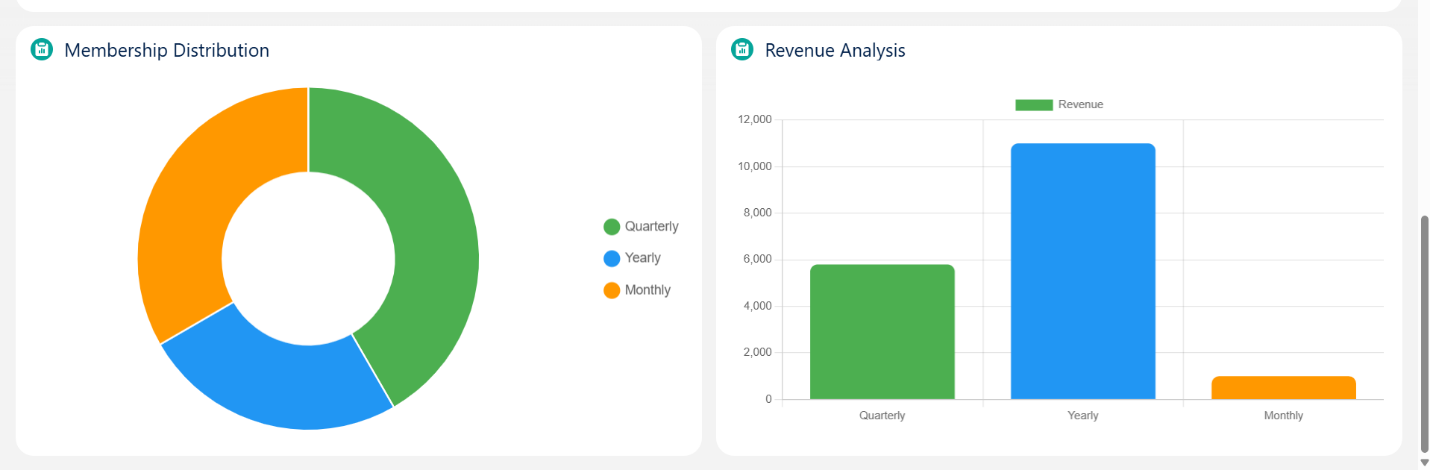 Membership Distribution
Quarterly
Yearly
Monthly
Revenue Analysis
Revenue
12,000
10,000
8,000
6,000
4,000
2,000
0
Quarterly Yearly Monthly